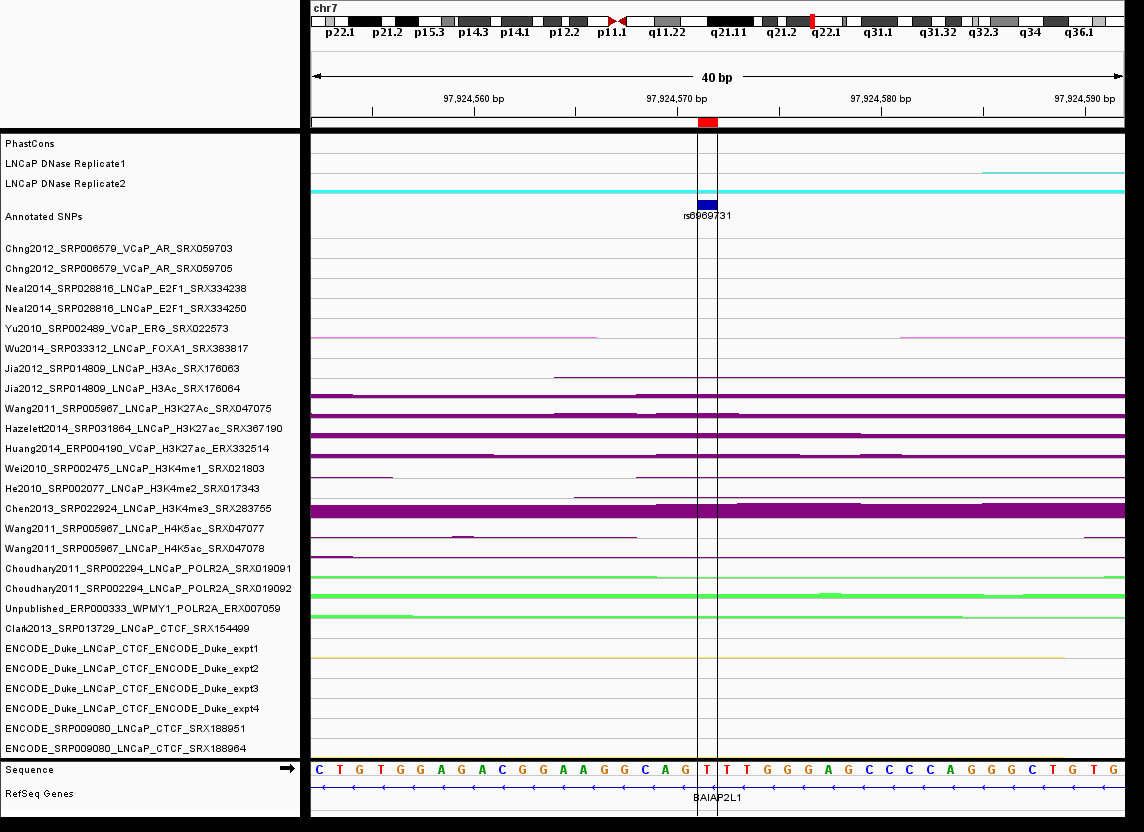 chr7
p22.1 p21.2 p15.3 p14.3 p14.1 p12.2 p11.1 q11.22 q21.11 q21.2 q22.1 q31.1 q31.32 q32.3 q34 q36.1
40 bp
97,924,560 bp 97,924,570 bp 97,924,580 bp 97,924,590 bp
PhastCons
LNCaP DNase Replicate1
LNCaP DNase Replicate2
Annotated SNPs
rs6969731
Chng2012_SRP006579_VCaP_AR_SRX059703
Chng2012_SRP006579_VCaP_AR_SRX059705
Neal2014_SRP028816_LNCaP_E2F1_SRX334238
Neal2014_SRP028816_LNCaP_E2F1_SRX334250
Yu2010_SRP002489_VCaP_ERG_SRX022573
Wu2014_SRP033312_LNCaP_FOXA1_SRX383817
Jia2012_SRP014809_LNCaP_H3Ac_SRX176063
Jia2012_SRP014809_LNCaP_H3Ac_SRX176064
Wang2011_SRP005967_LNCaP_H3K27Ac_SRX047075
Hazelett2014_SRP031864_LNCaP_H3K27ac_SRX367190
Huang2014_ERP004190_VCaP_H3K27ac_ERX332514
Wei2010_SRP002475_LNCaP_H3K4me1_SRX021803
He2010_SRP002077_LNCaP_H3K4me2_SRX017343
Chen2013_SRP022924_LNCaP_H3K4me3_SRX283755
Wang2011_SRP005967_LNCaP_H4K5ac_SRX047077
Wang2011_SRP005967_LNCaP_H4K5ac_SRX047078
Choudhary2011_SRP002294_LNCaP_POLR2A_SRX019091
Choudhary2011_SRP002294_LNCaP_POLR2A_SRX019092
Unpublished_ERP000333_WPMY1_POLR2A_ERX007059
Clark2013_SRP013729_LNCaP_CTCF_SRX154499
ENCODE_Duke_LNCaP_CTCF_ENCODE_Duke_expt1
ENCODE_Duke_LNCaP_CTCF_ENCODE_Duke_expt2
ENCODE_Duke_LNCaP_CTCF_ENCODE_Duke_expt3
ENCODE_Duke_LNCaP_CTCF_ENCODE_Duke_expt4
ENCODE_SRP009080_LNCaP_CTCF_SRX188951
ENCODE_SRP009080_LNCaP_CTCF_SRX188964
Sequence C T G T G G A G A C G G A A G G C A G T T T G G G A G C C C C A G G G C T G T G
RefSeq Genes
BAIAP2L1